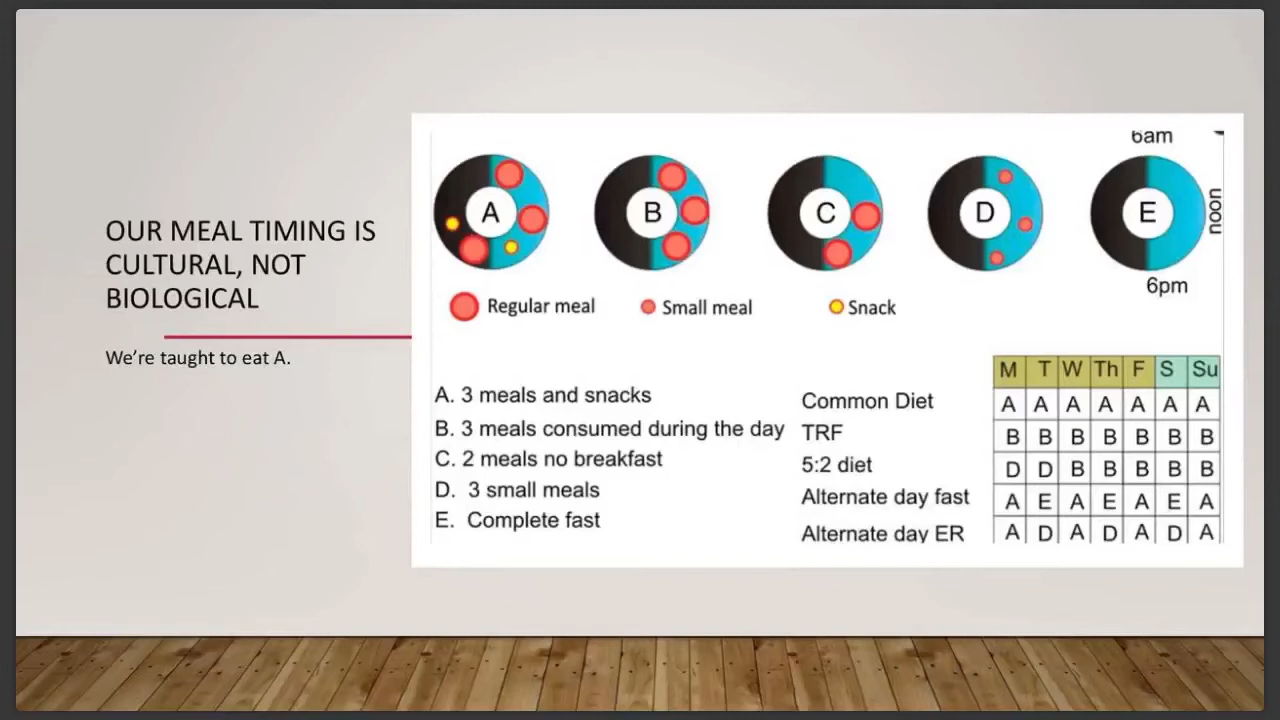 OUR MEAL TIMING IS
CULTURAL, NOT
BIOLOGICAL
We're taught to eat A.
6am
A
B
C
D
E
noon
6pm
Regular meal
Small meal
Snack
A. 3 meals and snacks
B. 3 meals consumed during the day
C. 2 meals no breakfast
D. 3 small meals
E. Complete fast
M T W Th F S Su
Common Diet A A A A A A A
TRF B B B B B B B
5:2 diet D D B B B B B
Alternate day fast A E A E A E A
Alternate day ER A D A D A D A